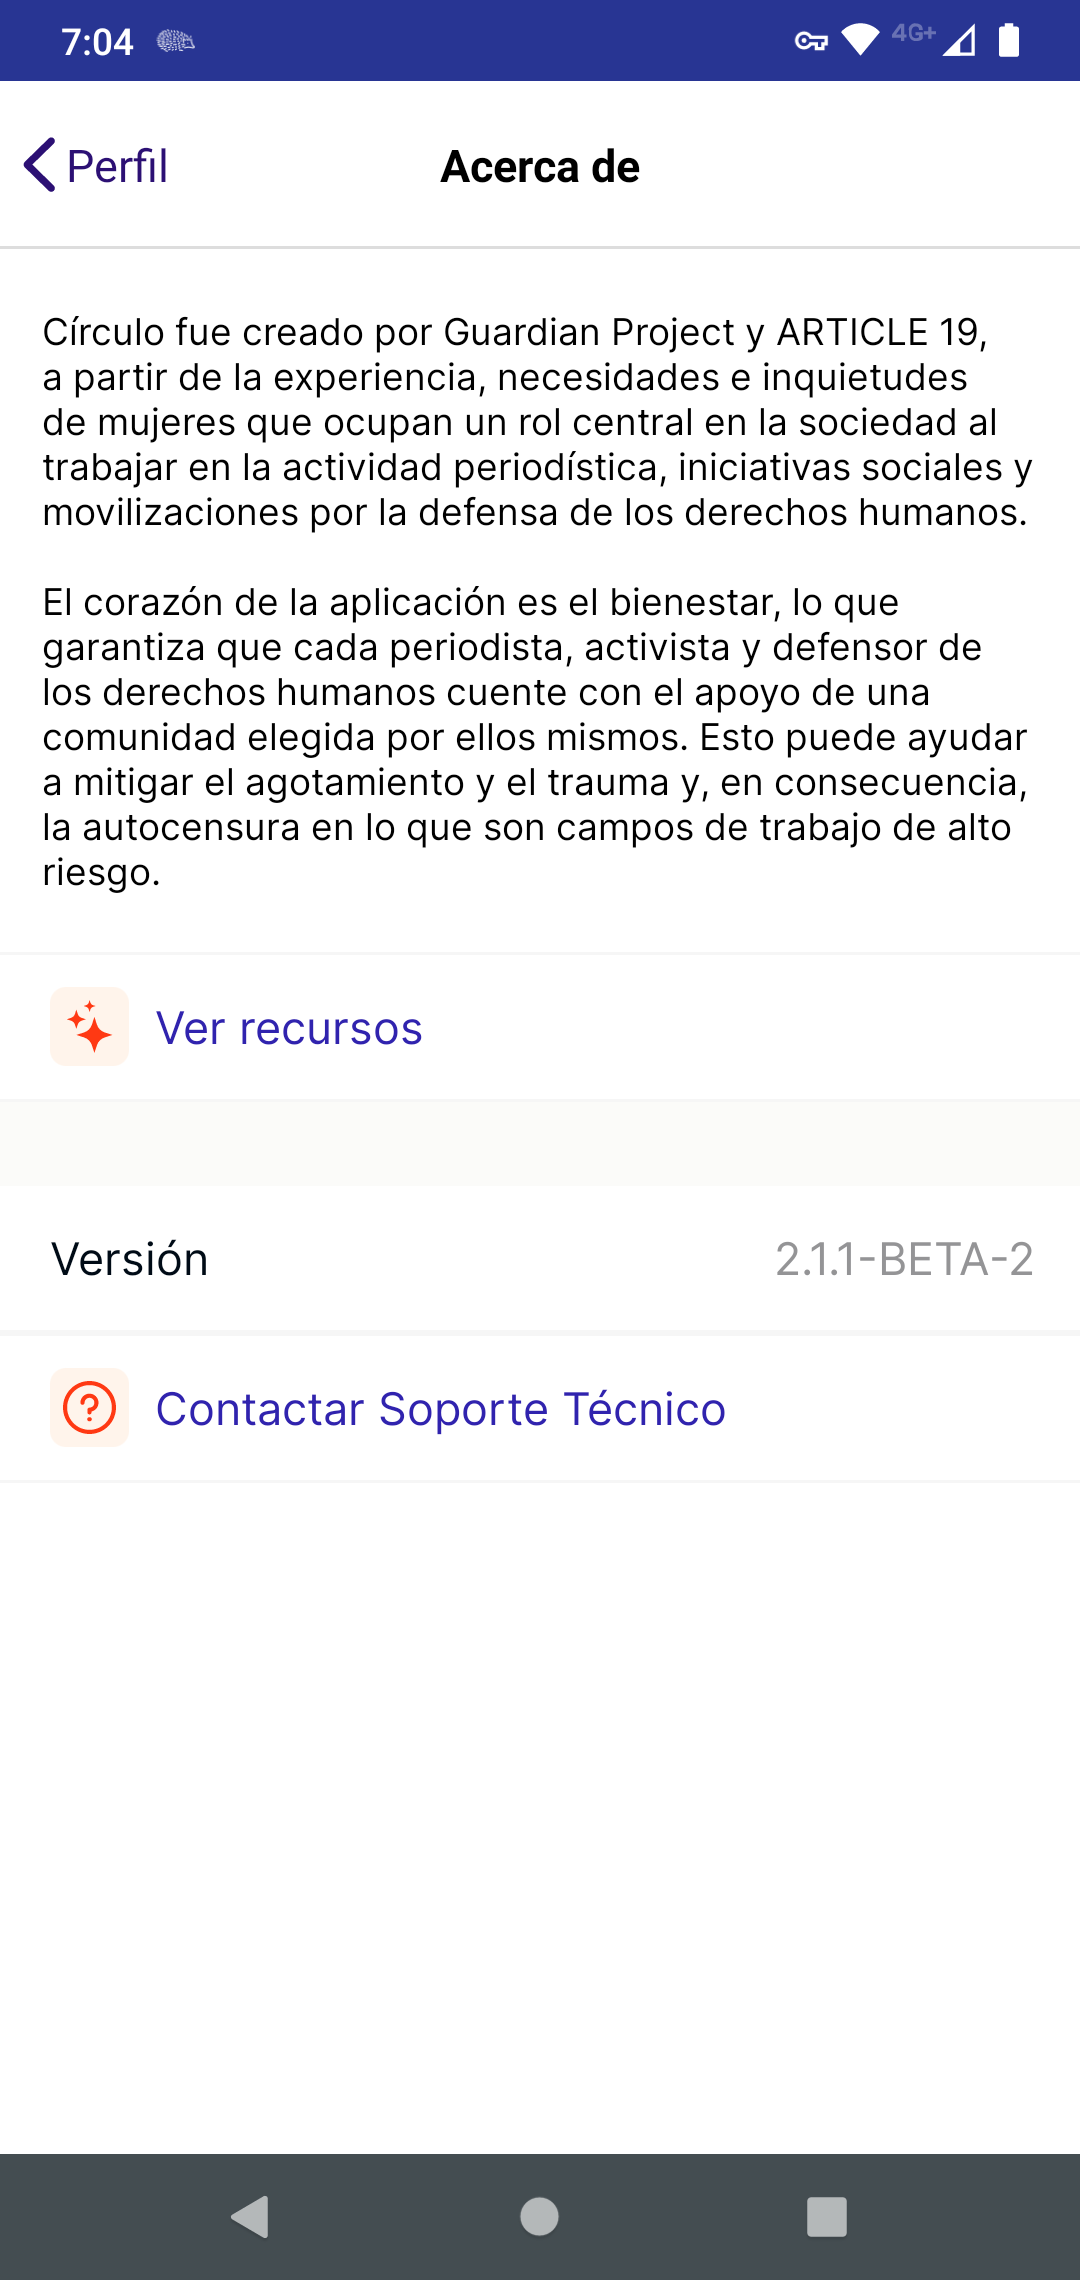 7:04
4G+
Perfil
Acerca de
Círculo fue creado por Guardian Project y ARTICLE 19,
a partir de la experiencia, necesidades e inquietudes
de mujeres que ocupan un rol central en la sociedad al
trabajar en la actividad periodística, iniciativas sociales y
movilizaciones por la defensa de los derechos humanos.
El corazón de la aplicación es el bienestar, lo que
garantiza que cada periodista, activista y defensor de
los derechos humanos cuente con el apoyo de una
comunidad elegida por ellos mismos. Esto puede ayudar
a mitigar el agotamiento y el trauma y, en consecuencia,
la autocensura en lo que son campos de trabajo de alto
riesgo.
Ver recursos
Versión
2.1.1-BETA-2
Contactar Soporte Técnico